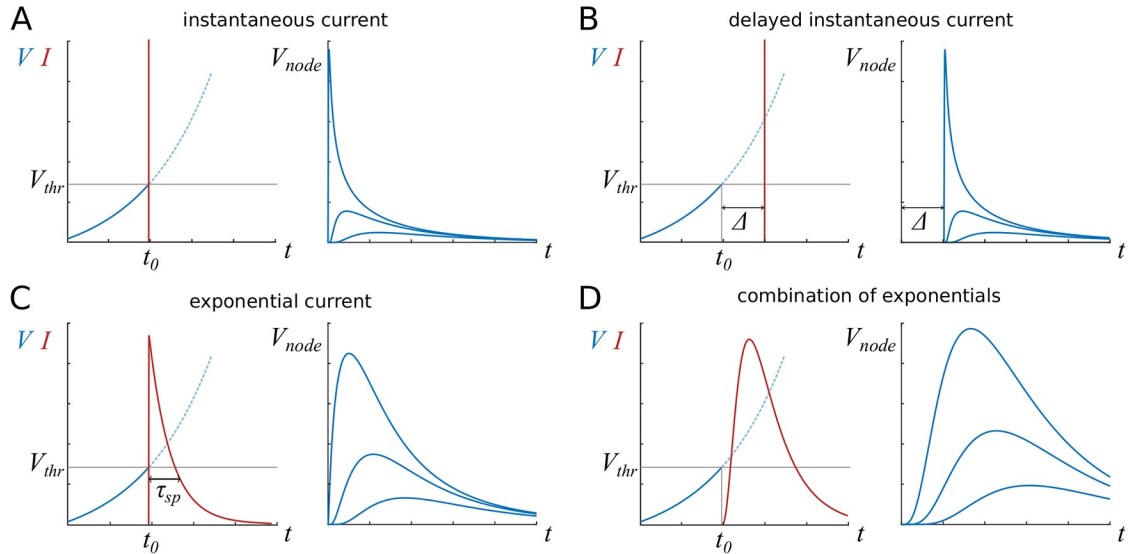 A
instantaneous current
V I
V_node
V_thr
t_0
t
t
B
delayed instantaneous current
V I
V_node
V_thr
Δ
Δ
t_0
t
t
C
exponential current
V I
V_node
V_thr
τ_sp
t_0
t
t
D
combination of exponentials
V I
V_node
V_thr
t_0
t
t